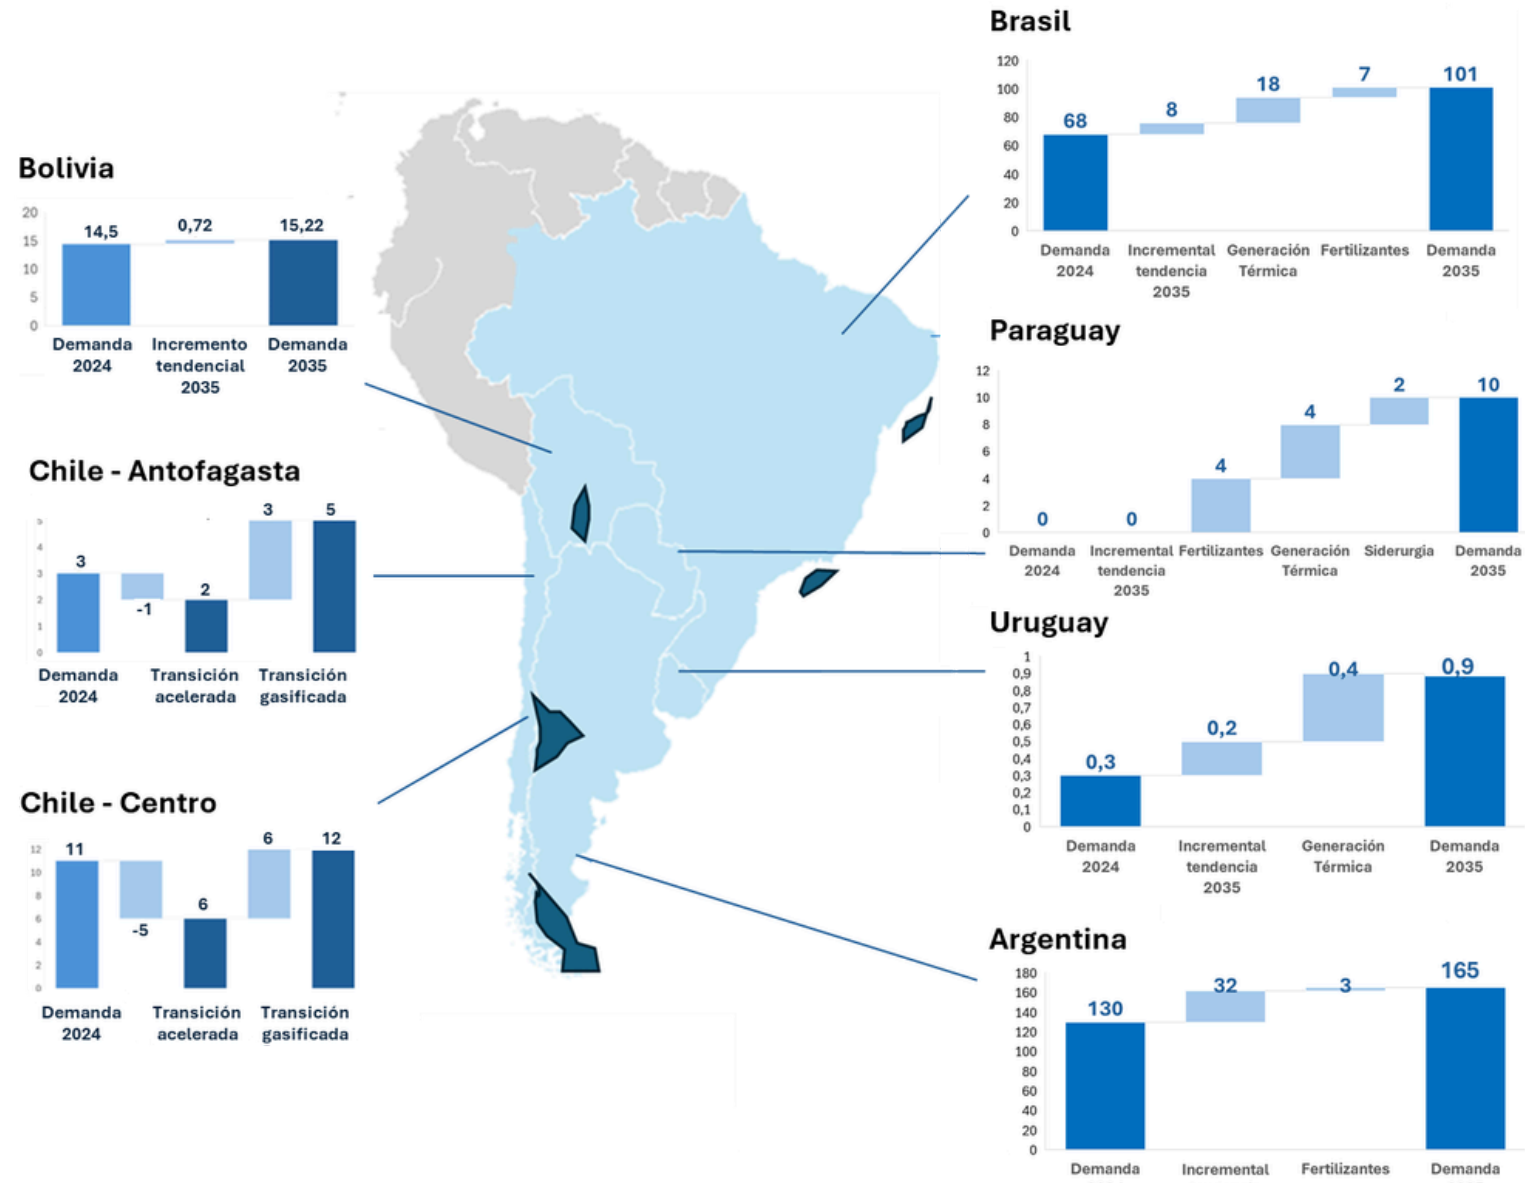 Brasil
120
100
80
60
40
20
0
68
8
18
7
101
Demanda
2024
Incremental
tendencia
2035
Generación
Térmica
Fertilizantes
Demanda
2035
Bolivia
20
15
10
5
0
14,5
0,72
15,22
Demanda
2024
Incremento
tendencial
2035
Demanda
2035
Paraguay
12
10
8
6
4
2
0
0
0
4
4
2
10
Demanda
2024
Incremental
tendencia
2035
Fertilizantes
Generación
Térmica
Siderurgia
Demanda
2035
Chile - Antofagasta
5
4
3
2
1
0
3
-1
2
3
5
Demanda
2024
Transición
acelerada
Transición
gasificada
Uruguay
1
0,9
0,8
0,7
0,6
0,5
0,4
0,3
0,2
0,1
0
0,3
0,2
0,4
0,9
Demanda
2024
Incremental
tendencia
2035
Generación
Térmica
Demanda
2035
Chile - Centro
12
10
8
6
4
2
0
11
-5
6
6
12
Demanda
2024
Transición
acelerada
Transición
gasificada
Argentina
180
160
140
120
100
80
60
40
20
0
130
32
3
165
Demanda
Incremental
Fertilizantes
Demanda